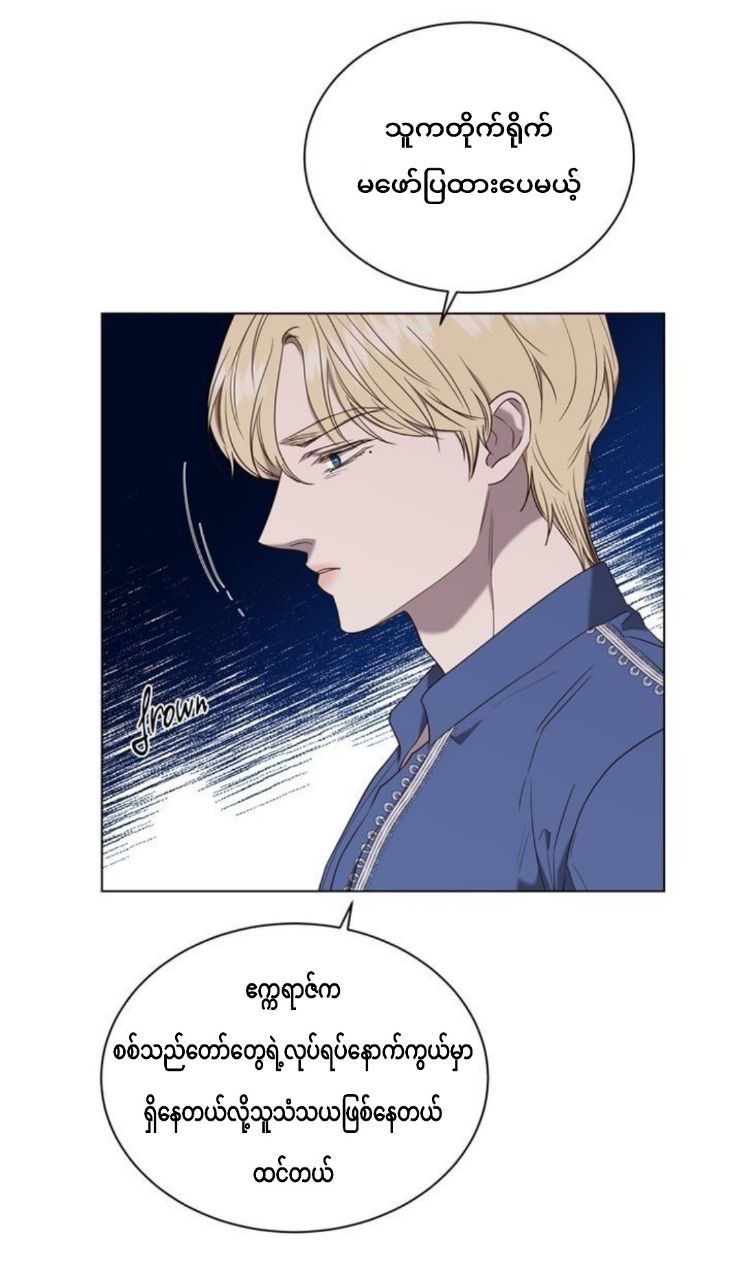 သူကတိုက်ရိုက်
မဖော်ပြထားပေမယ့်
frown
ဧက္ကရာဇ်က
စစ်သည်တော်တွေရဲ့လုပ်ရပ်နောက်ကွယ်မှာ
ရှိနေတယ်လို့သူသံသယဖြစ်နေတယ်
ထင်တယ်